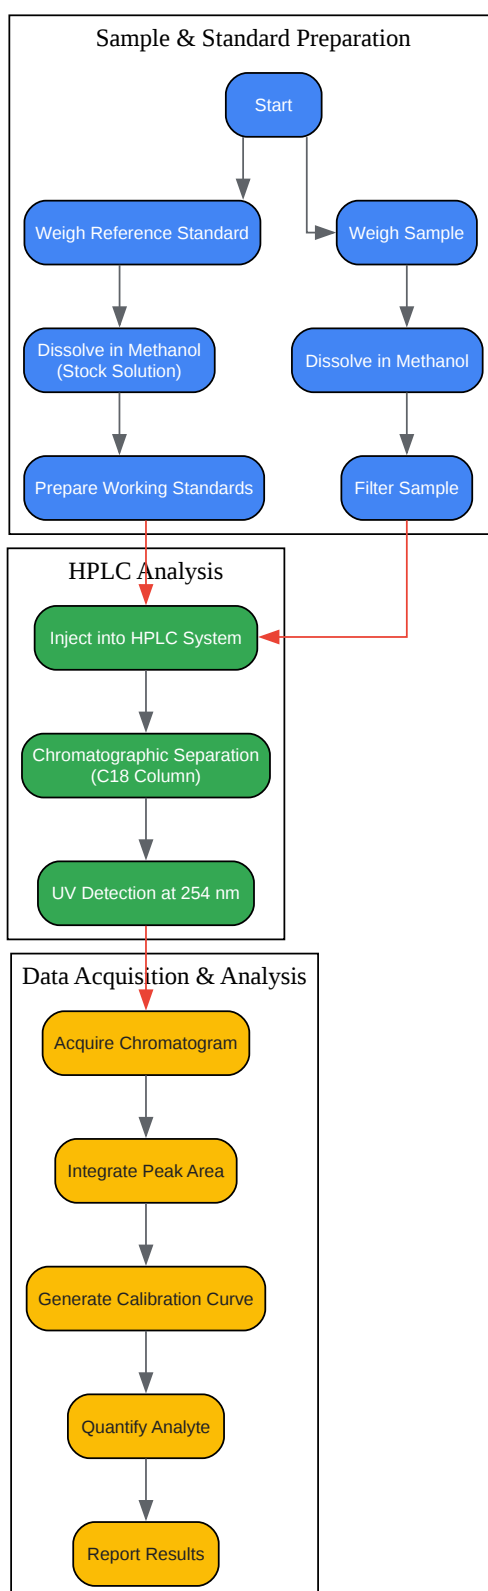 Sample & Standard Preparation
Start
Weigh Reference Standard
Weigh Sample
Dissolve in Methanol
(Stock Solution)
Dissolve in Methanol
Prepare Working Standards
Filter Sample
HPLC Analysis
Inject into HPLC System
Chromatographic Separation
(C18 Column)
UV Detection at 254 nm
Data Acquisition & Analysis
Acquire Chromatogram
Integrate Peak Area
Generate Calibration Curve
Quantify Analyte
Report Results